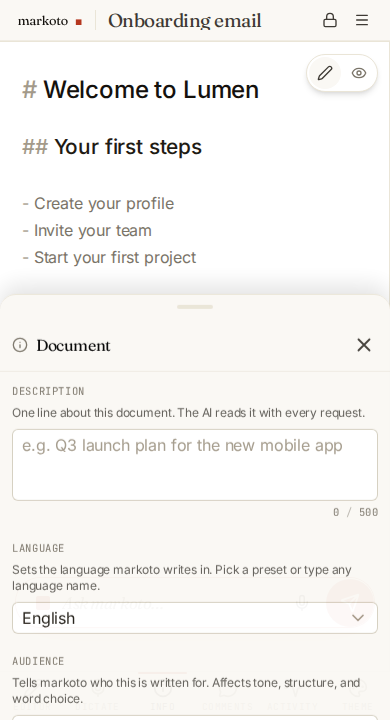 markoto
Onboarding email
# Welcome to Lumen
## Your first steps
- Create your profile
- Invite your team
- Start your first project
Document
DESCRIPTION
One line about this document. The AI reads it with every request.
e.g. Q3 launch plan for the new mobile app
0 / 500
LANGUAGE
Sets the language markoto writes in. Pick a preset or type any
language name.
English
AUDIENCE
Tells markoto who this is written for. Affects tone, structure, and
word choice.